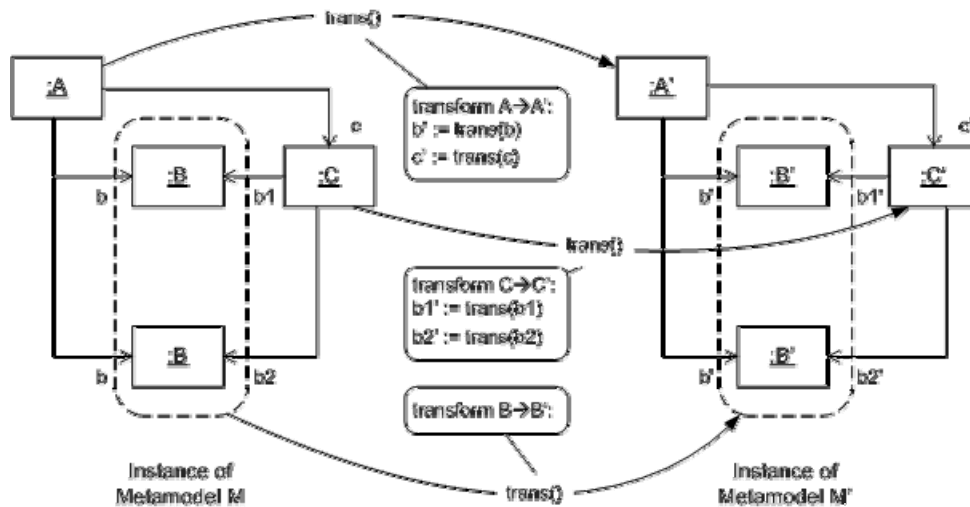 trans()
:A
:A'
transform A→A':
b' := trans(b)
c' := trans(c)
c
c'
:B
:C
:B'
:C'
b
b1
b'
b1'
trans()
transform C→C':
b1' := trans(b1)
b2' := trans(b2)
:B
:B'
b
b2
b'
b2'
transform B→B':
Instance of
Metamodel M
trans()
Instance of
Metamodel M'